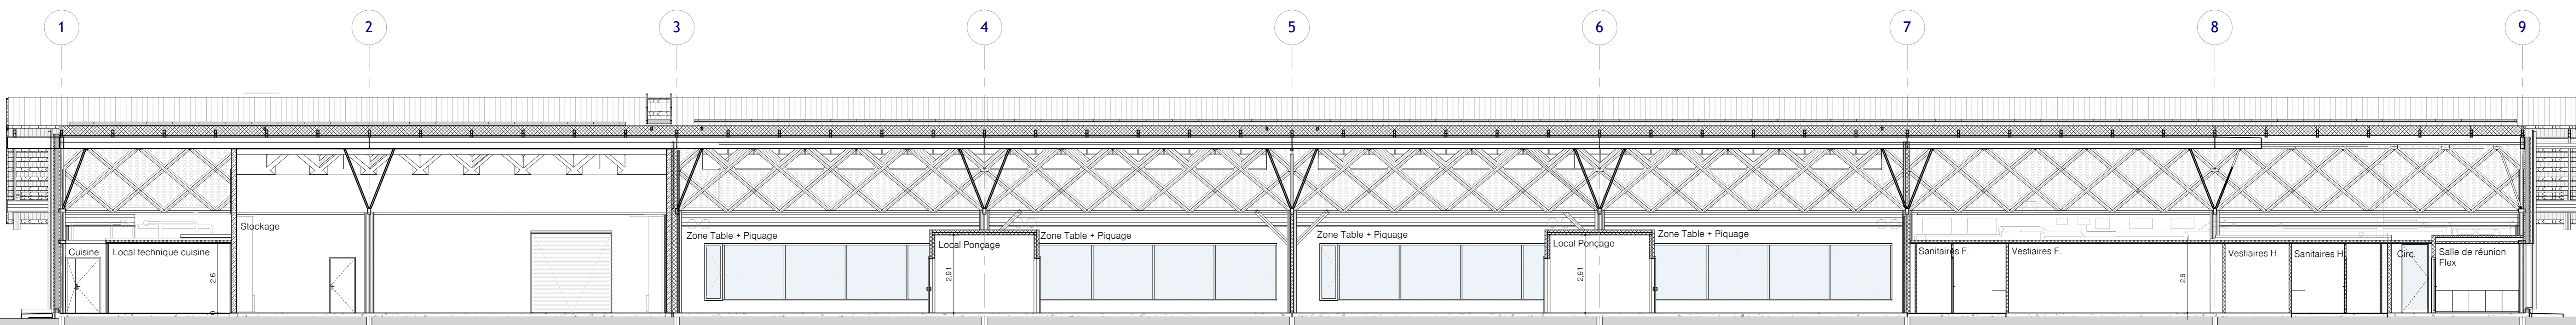 1 2 3 4 5 6 7 8 9
Stockage
Zone Table + Piquage
Zone Table + Piquage
Zone Table + Piquage
Zone Table + Piquage
Local Ponçage
Local Ponçage
Cuisine
Local technique cuisine
Sanitaires F.
Vestiaires F.
Vestiaires H.
Sanitaires H
Circ.
Salle de réunion
Flex
2,6
2,91
2,91
2,6